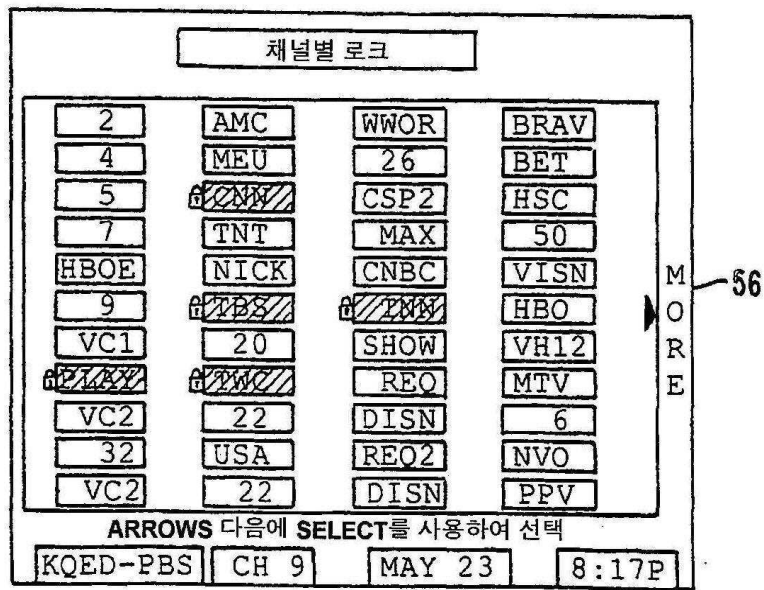 채널별 로크
2 AMC WWOR BRAV
4 MEU 26 BET
5 CNN CSP2 HSC
7 TNT MAX 50
HBOE NICK CNBC VISN
9 TBS TNN HBO
VC1 20 SHOW VH12
PLAY TWC REQ MTV
VC2 22 DISN 6
32 USA REQ2 NVO
VC2 22 DISN PPV
MORE
56
ARROWS 다음에 SELECT를 사용하여 선택
KQED-PBS CH 9 MAY 23 8:17P